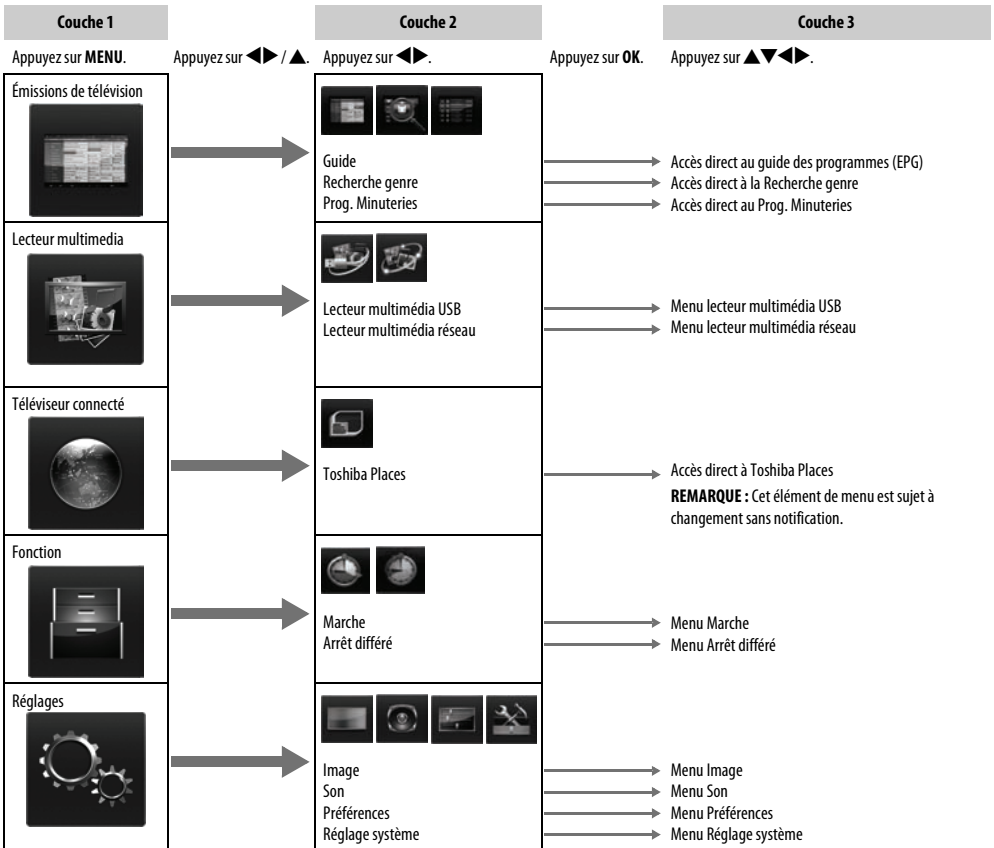 Couche 1
Couche 2
Couche 3
Appuyez sur MENU.
Appuyez sur ◀▶ / ▲.
Appuyez sur ◀▶.
Appuyez sur OK.
Appuyez sur ▲▼◀▶.
Émissions de télévision
Guide
Recherche genre
Prog. Minuteries
Accès direct au guide des programmes (EPG)
Accès direct à la Recherche genre
Accès direct au Prog. Minuteries
Lecteur multimedia
Lecteur multimédia USB
Lecteur multimédia réseau
Menu lecteur multimédia USB
Menu lecteur multimédia réseau
Téléviseur connecté
Toshiba Places
Accès direct à Toshiba Places
REMARQUE : Cet élément de menu est sujet à
changement sans notification.
Fonction
Marche
Arrêt différé
Menu Marche
Menu Arrêt différé
Réglages
Image
Son
Préférences
Réglage système
Menu Image
Menu Son
Menu Préférences
Menu Réglage système